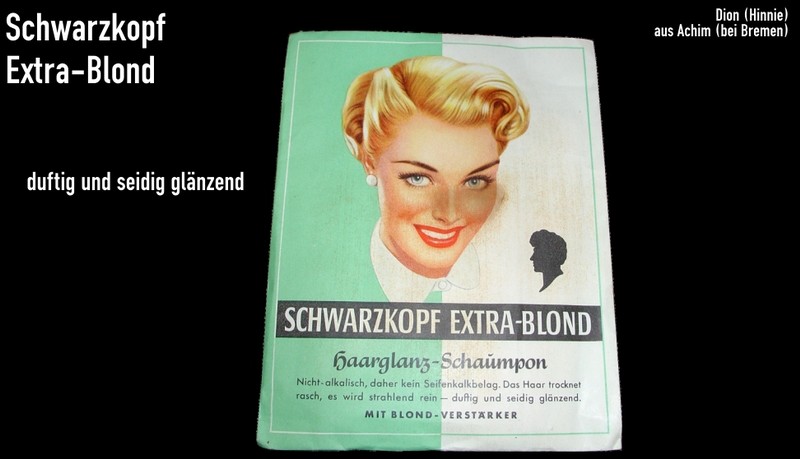 Schwarzkopf
Extra-Blond
Dion (Hinnie)
aus Achim (bei Bremen)
duftig und seidig glänzend
SCHWARZKOPF EXTRA-BLOND
Haarglanz-Schaumpon
Nicht-alkalisch, daher kein Seifenkalkbelag. Das Haar trocknet
rasch, es wird strahlend rein – duftig und seidig glänzend.
MIT BLOND-VERSTÄRKER